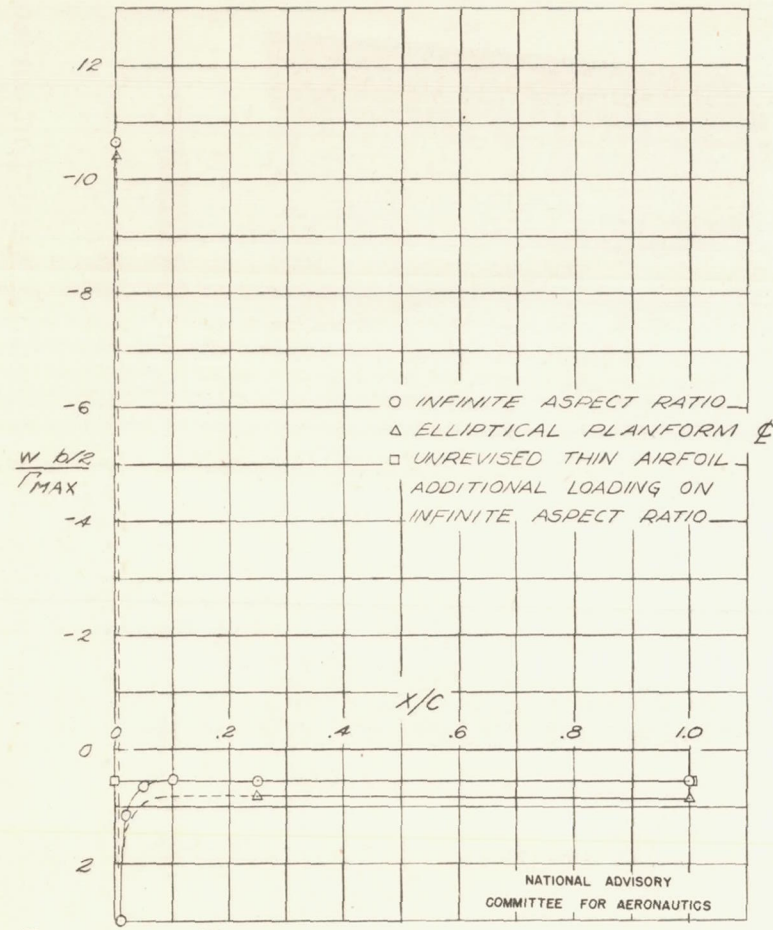 12
-10
-8
-6
○ INFINITE ASPECT RATIO
△ ELLIPTICAL PLANFORM ℄
□ UNREVISED THIN AIRFOIL
ADDITIONAL LOADING ON
INFINITE ASPECT RATIO
w b/2
Γ MAX
-4
-2
X/C
0 .2 .4 .6 .8 1.0
0
2
NATIONAL ADVISORY
COMMITTEE FOR AERONAUTICS